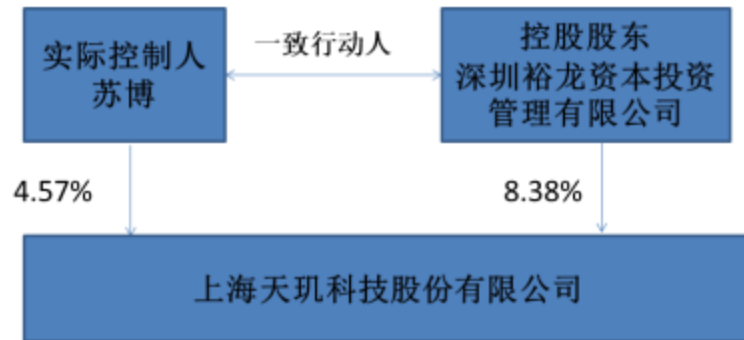 实际控制人
苏博
一致行动人
控股股东
深圳裕龙资本投资
管理有限公司
4.57%
8.38%
上海天玑科技股份有限公司